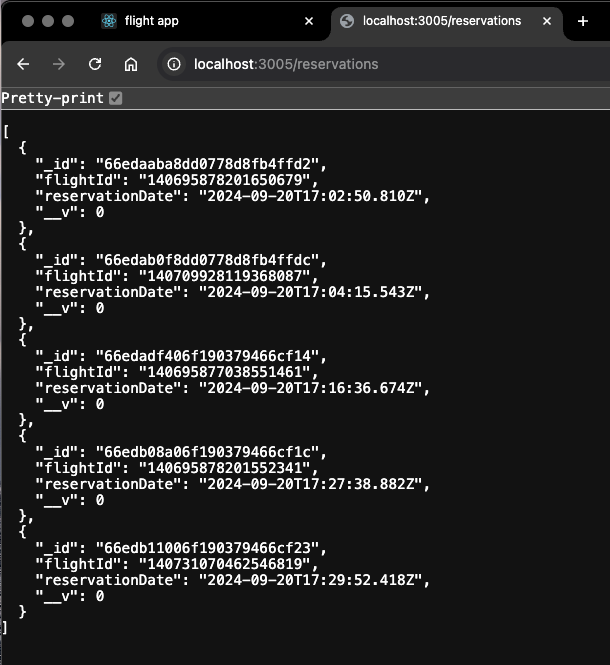 flight app
localhost:3005/reservations
localhost:3005/reservations
Pretty-print
[
  {
    "_id": "66edaaba8dd0778d8fb4ffd2",
    "flightId": "140695878201650679",
    "reservationDate": "2024-09-20T17:02:50.810Z",
    "__v": 0
  },
  {
    "_id": "66edab0f8dd0778d8fb4ffdc",
    "flightId": "140709928119368087",
    "reservationDate": "2024-09-20T17:04:15.543Z",
    "__v": 0
  },
  {
    "_id": "66edadf406f190379466cf14",
    "flightId": "140695877038551461",
    "reservationDate": "2024-09-20T17:16:36.674Z",
    "__v": 0
  },
  {
    "_id": "66edb08a06f190379466cf1c",
    "flightId": "140695878201552341",
    "reservationDate": "2024-09-20T17:27:38.882Z",
    "__v": 0
  },
  {
    "_id": "66edb11006f190379466cf23",
    "flightId": "140731070462546819",
    "reservationDate": "2024-09-20T17:29:52.418Z",
    "__v": 0
  }
]